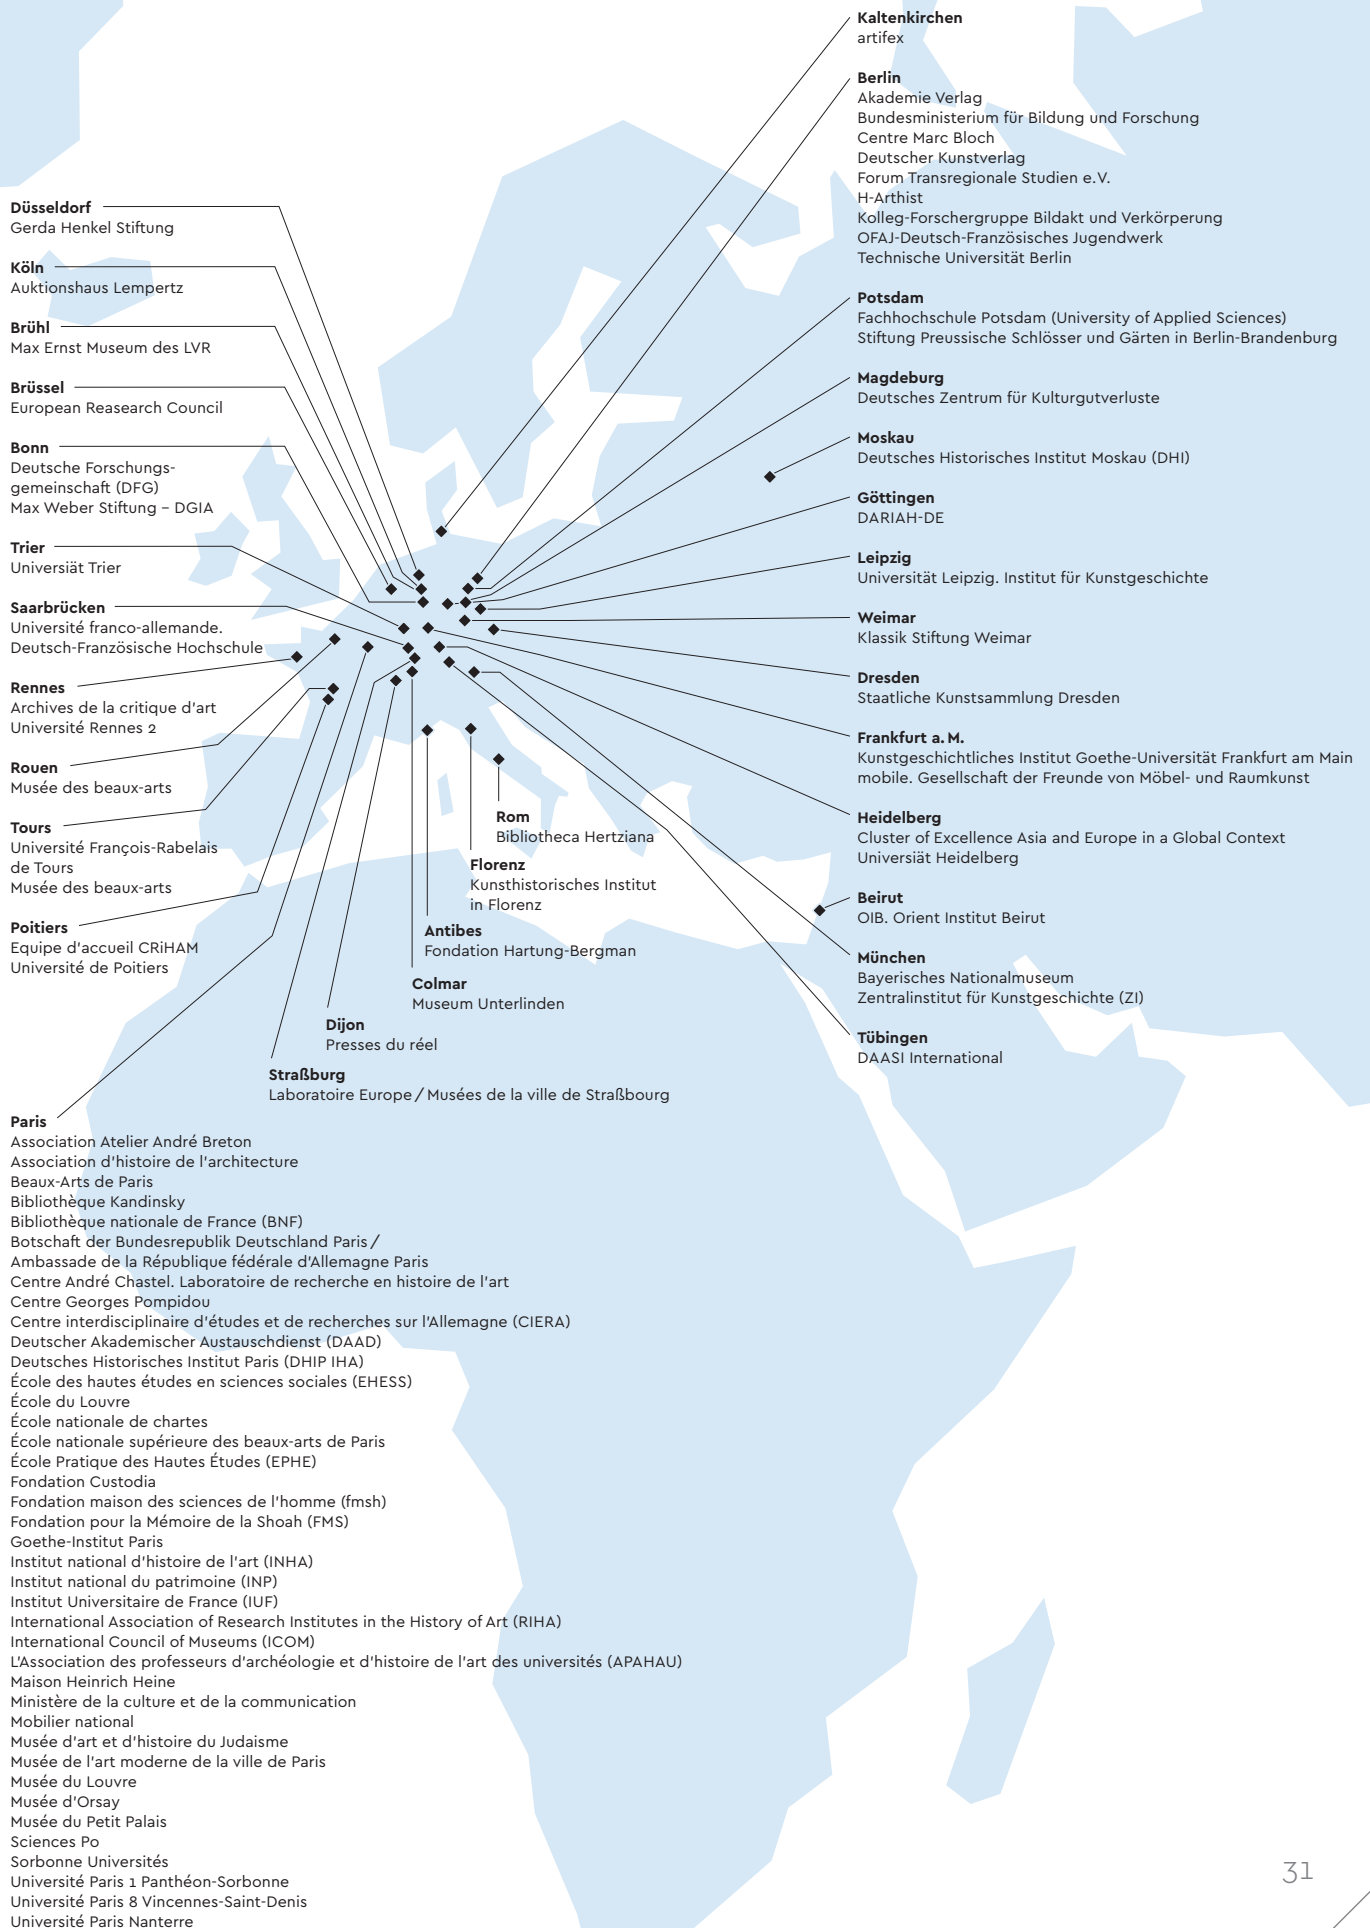 Düsseldorf
Gerda Henkel Stiftung
Köln
Auktionshaus Lempertz
Brühl
Max Ernst Museum des LVR
Brüssel
European Reasearch Council
Bonn
Deutsche Forschungs-
gemeinschaft (DFG)
Max Weber Stiftung – DGIA
Trier
Universiät Trier
Saarbrücken
Université franco-allemande.
Deutsch-Französische Hochschule
Rennes
Archives de la critique d'art
Université Rennes 2
Rouen
Musée des beaux-arts
Tours
Université François-Rabelais
de Tours
Musée des beaux-arts
Poitiers
Equipe d'accueil CRiHAM
Université de Poitiers
Kaltenkirchen
artifex
Berlin
Akademie Verlag
Bundesministerium für Bildung und Forschung
Centre Marc Bloch
Deutscher Kunstverlag
Forum Transregionale Studien e.V.
H-Arthist
Kolleg-Forschergruppe Bildakt und Verkörperung
OFAJ-Deutsch-Französisches Jugendwerk
Technische Universität Berlin
Potsdam
Fachhochschule Potsdam (University of Applied Sciences)
Stiftung Preussische Schlösser und Gärten in Berlin-Brandenburg
Magdeburg
Deutsches Zentrum für Kulturgutverluste
Moskau
Deutsches Historisches Institut Moskau (DHI)
Göttingen
DARIAH-DE
Leipzig
Universität Leipzig. Institut für Kunstgeschichte
Weimar
Klassik Stiftung Weimar
Dresden
Staatliche Kunstsammlung Dresden
Frankfurt a. M.
Kunstgeschichtliches Institut Goethe-Universität Frankfurt am Main
mobile. Gesellschaft der Freunde von Möbel- und Raumkunst
Heidelberg
Cluster of Excellence Asia and Europe in a Global Context
Universiät Heidelberg
Beirut
OIB. Orient Institut Beirut
München
Bayerisches Nationalmuseum
Zentralinstitut für Kunstgeschichte (ZI)
Tübingen
DAASI International
Rom
Bibliotheca Hertziana
Florenz
Kunsthistorisches Institut
in Florenz
Antibes
Fondation Hartung-Bergman
Colmar
Museum Unterlinden
Dijon
Presses du réel
Straßburg
Laboratoire Europe / Musées de la ville de Straßbourg
Paris
Association Atelier André Breton
Association d'histoire de l'architecture
Beaux-Arts de Paris
Bibliothèque Kandinsky
Bibliothèque nationale de France (BNF)
Botschaft der Bundesrepublik Deutschland Paris /
Ambassade de la République fédérale d'Allemagne Paris
Centre André Chastel. Laboratoire de recherche en histoire de l'art
Centre Georges Pompidou
Centre interdisciplinaire d'études et de recherches sur l'Allemagne (CIERA)
Deutscher Akademischer Austauschdienst (DAAD)
Deutsches Historisches Institut Paris (DHIP IHA)
École des hautes études en sciences sociales (EHESS)
École du Louvre
École nationale de chartes
École nationale supérieure des beaux-arts de Paris
École Pratique des Hautes Études (EPHE)
Fondation Custodia
Fondation maison des sciences de l'homme (fmsh)
Fondation pour la Mémoire de la Shoah (FMS)
Goethe-Institut Paris
Institut national d'histoire de l'art (INHA)
Institut national du patrimoine (INP)
Institut Universitaire de France (IUF)
International Association of Research Institutes in the History of Art (RIHA)
International Council of Museums (ICOM)
L'Association des professeurs d'archéologie et d'histoire de l'art des universités (APAHAU)
Maison Heinrich Heine
Ministère de la culture et de la communication
Mobilier national
Musée d'art et d'histoire du Judaisme
Musée de l'art moderne de la ville de Paris
Musée du Louvre
Musée d'Orsay
Musée du Petit Palais
Sciences Po
Sorbonne Universités
Université Paris 1 Panthéon-Sorbonne
Université Paris 8 Vincennes-Saint-Denis
Université Paris Nanterre
31